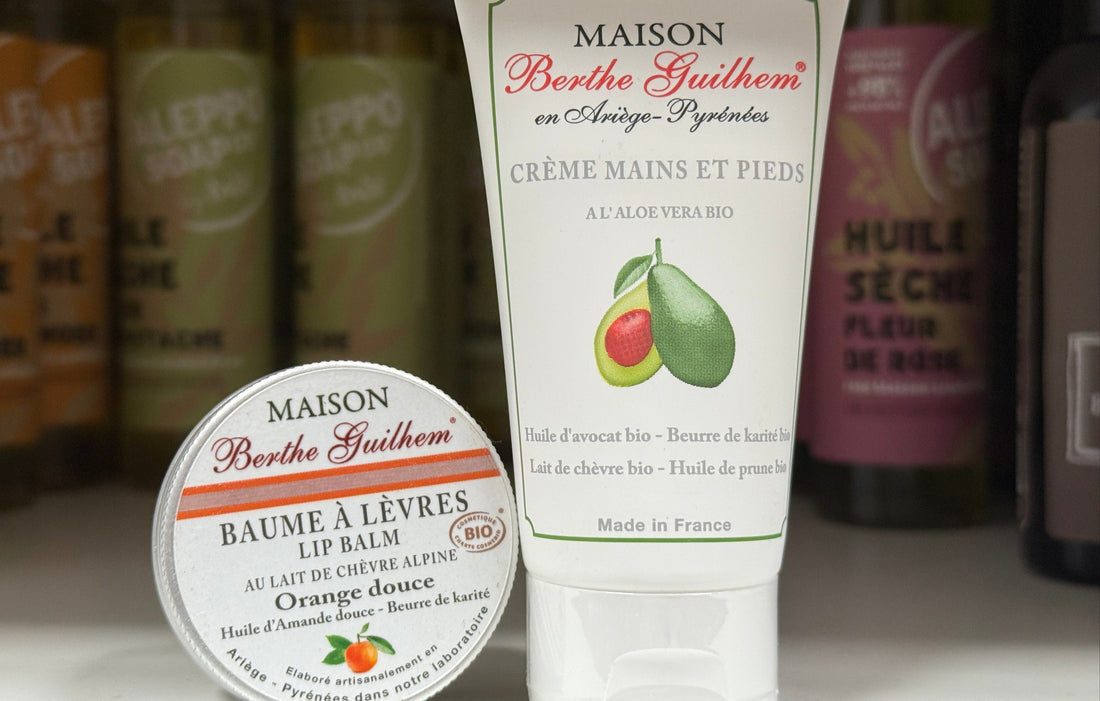 MAISON
Berthe Guilhem®
en Ariège-Pyrénées
CRÈME MAINS ET PIEDS
A L' ALOE VERA BIO
Huile d'avocat bio - Beurre de karité bio
Lait de chèvre bio - Huile de prune bio
Made in France
MAISON
Berthe Guilhem®
BAUME À LÈVRES
LIP BALM
COSMETIQUE
BIO
CHARTE COSMEBIO
AU LAIT DE CHÈVRE ALPINE
Orange douce
Huile d'Amande douce - Beurre de karité
Elaboré artisanalement en
Ariège - Pyrénées dans notre laboratoire
ALEPPO
SOAP
HUILE
SÈCHE
FLEUR
DE ROSE